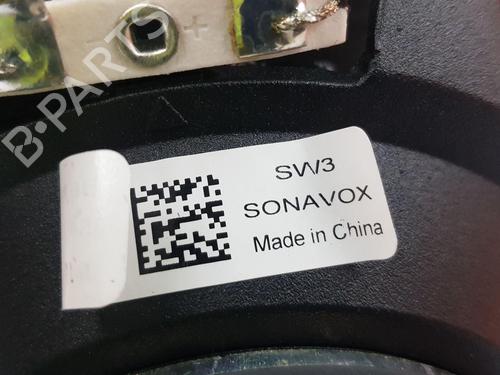 - +
B-PARTS
SW3
SONAVOX
Made in China